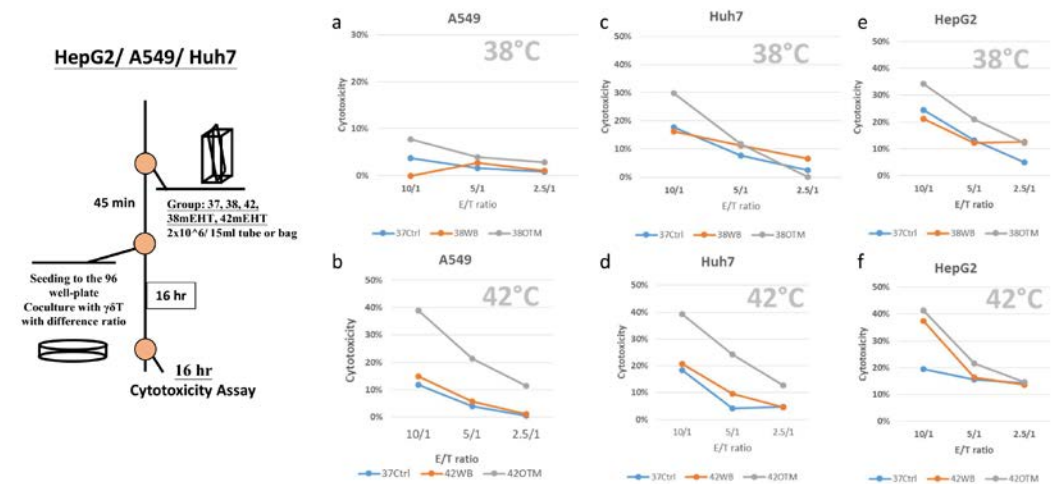 HepG2/ A549/ Huh7
45 min
Group: 37, 38, 42,
38mEHT, 42mEHT
2x10^6/ 15ml tube or bag
Seeding to the 96
well-plate
Coculture with γδT
with difference ratio
16 hr
16 hr
Cytotoxicity Assay
a
A549
38°C
Cytotoxicity
30%
20%
10%
0%
10/1 5/1 2.5/1
E/T ratio
37Ctrl 38WB 38OTM
b
A549
42°C
Cytotoxicity
50%
40%
30%
20%
10%
0%
10/1 5/1 2.5/1
E/T ratio
37Ctrl 42WB 42OTM
c
Huh7
38°C
Cytotoxicity
50%
40%
30%
20%
10%
0%
10/1 5/1 2.5/1
E/T ratio
37Ctrl 38WB 38OTM
d
Huh7
42°C
Cytotoxicity
50%
40%
30%
20%
10%
0%
10/1 5/1 2.5/1
E/T ratio
37Ctrl 42WB 42OTM
e
HepG2
38°C
Cytotoxicity
50%
40%
30%
20%
10%
0%
10/1 5/1 2.5/1
E/T ratio
37Ctrl 38WB 38OTM
f
HepG2
42°C
Cytotoxicity
50%
40%
30%
20%
10%
0%
10/1 5/1 2.5/1
E/T ratio
37Ctrl 42WB 42OTM